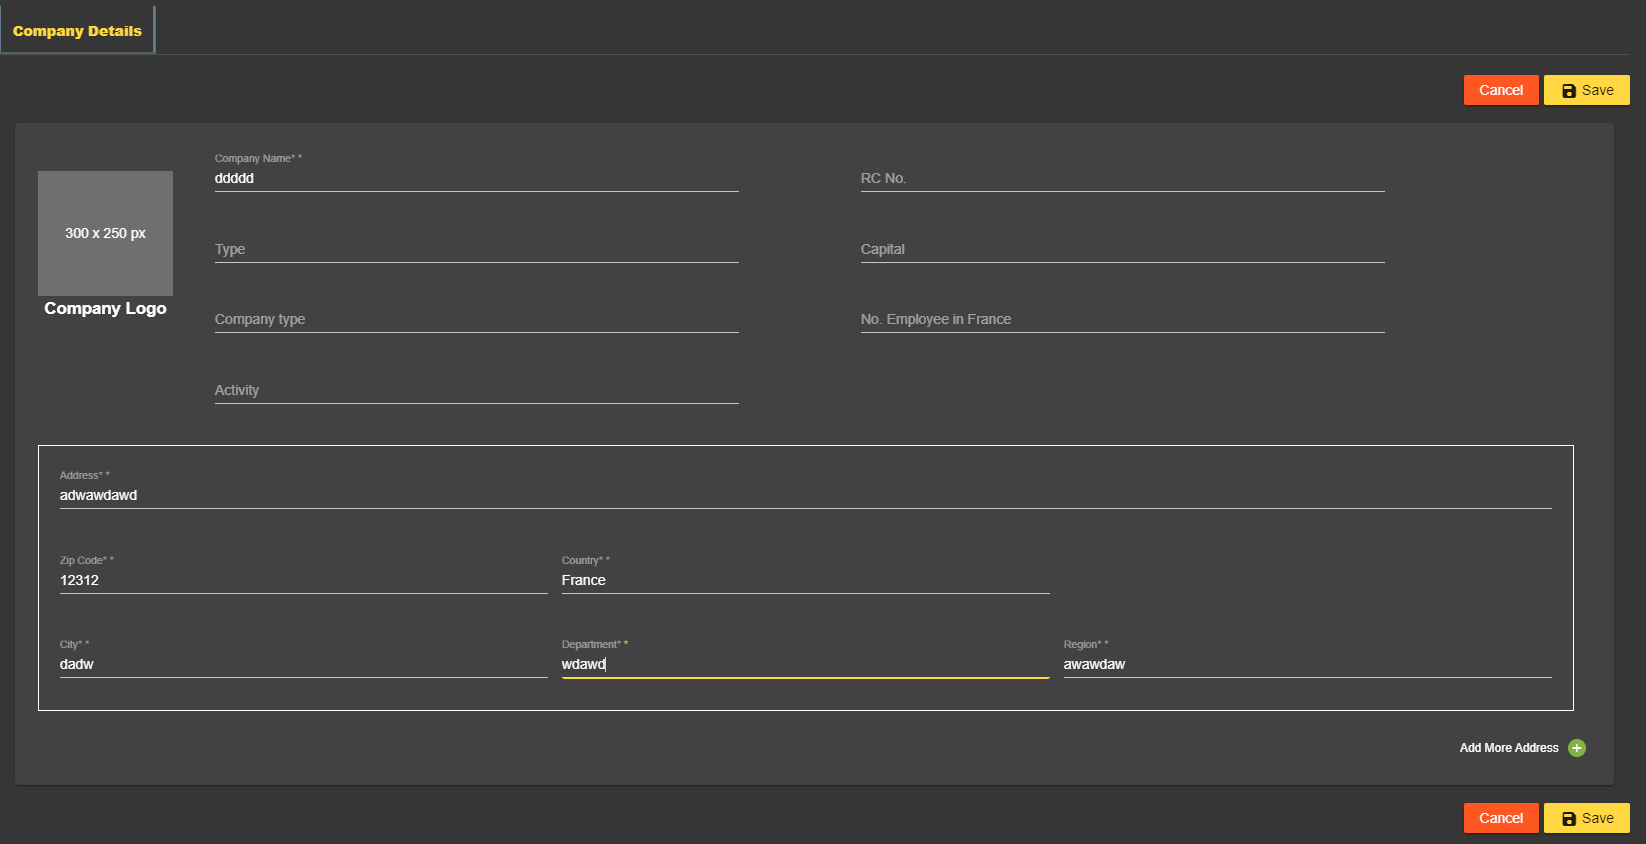 Company Details
Cancel
Save
Company Name* *
ddddd
RC No.
300 x 250 px
Company Logo
Type
Capital
Company type
No. Employee in France
Activity
Address* *
adwawdawd
Zip Code* *
12312
Country* *
France
City* *
dadw
Department* *
wdawd
Region* *
awawdaw
Add More Address
Cancel
Save